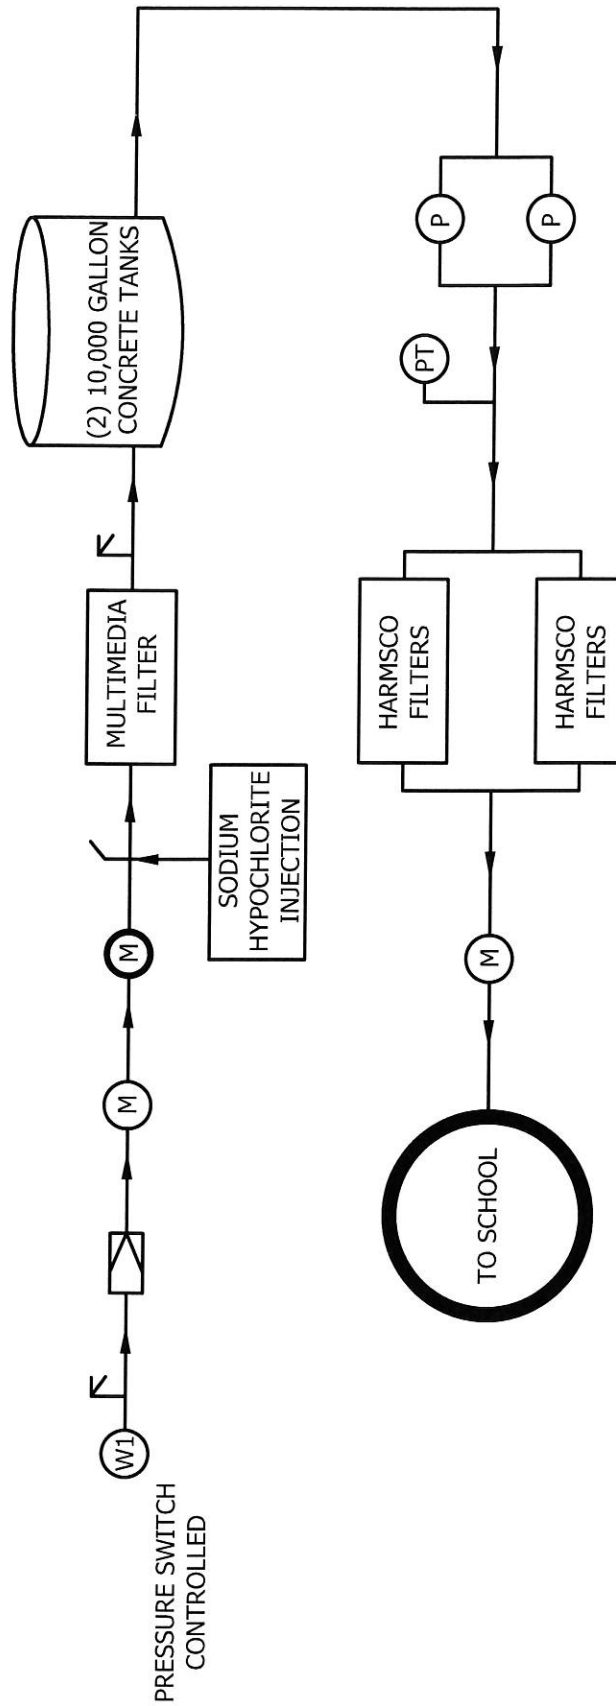 W1
PRESSURE SWITCH
CONTROLLED
M
M
SODIUM
HYPOCHLORITE
INJECTION
MULTIMEDIA
FILTER
(2) 10,000 GALLON
CONCRETE TANKS
P
P
PT
HARMSCO
FILTERS
HARMSCO
FILTERS
M
TO SCHOOL